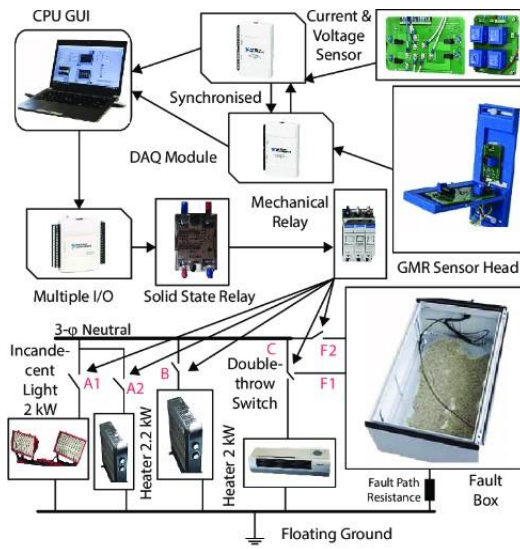 CPU GUI
Current &
Voltage
Sensor
Synchronised
DAQ Module
Mechanical
Relay
GMR Sensor Head
Multiple I/O
Solid State Relay
3-φ Neutral
C
F2
Incande-
cent
Light
2 kW
A1
A2
B
Double-
throw
Switch
F1
Heater 2.2 kW
Heater 2 kW
Fault Path
Resistance
Fault
Box
Floating Ground